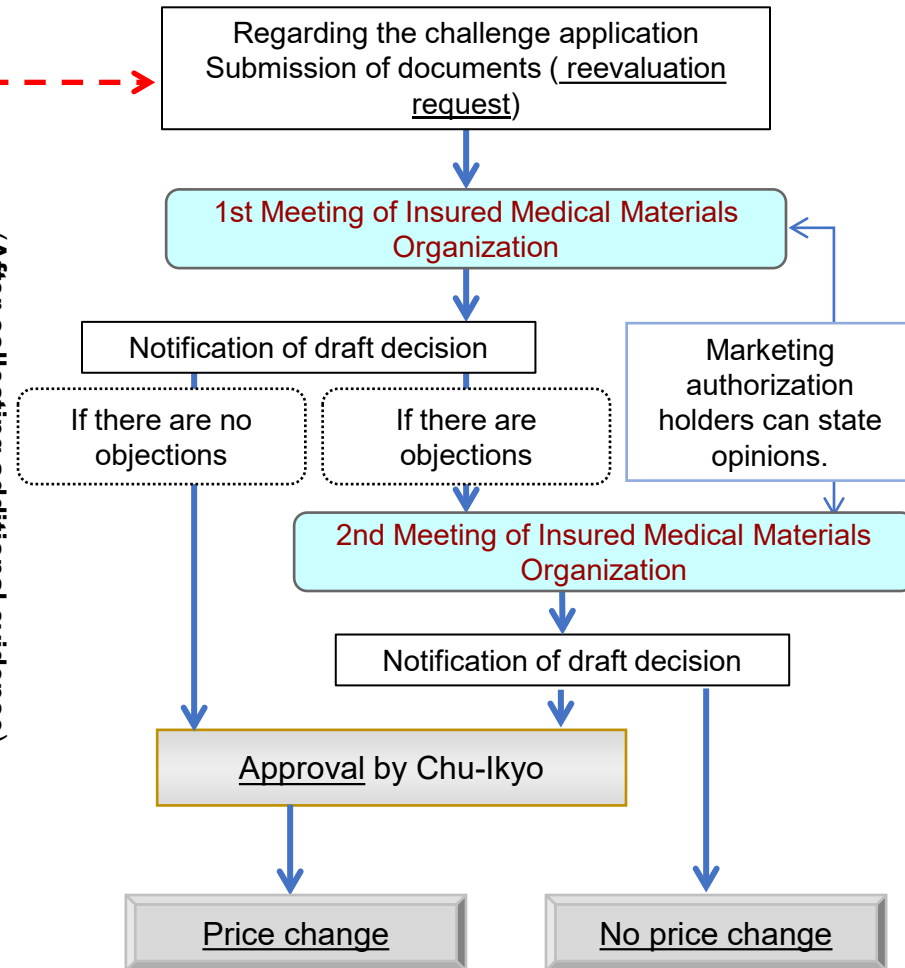 Regarding the challenge application
Submission of documents ( reevaluation
request)
1st Meeting of Insured Medical Materials
Organization
Notification of draft decision
Marketing
authorization
holders can state
opinions.
If there are no
objections
If there are
objections
2nd Meeting of Insured Medical Materials
Organization
Notification of draft decision
Approval by Chu-Ikyo
Price change
No price change